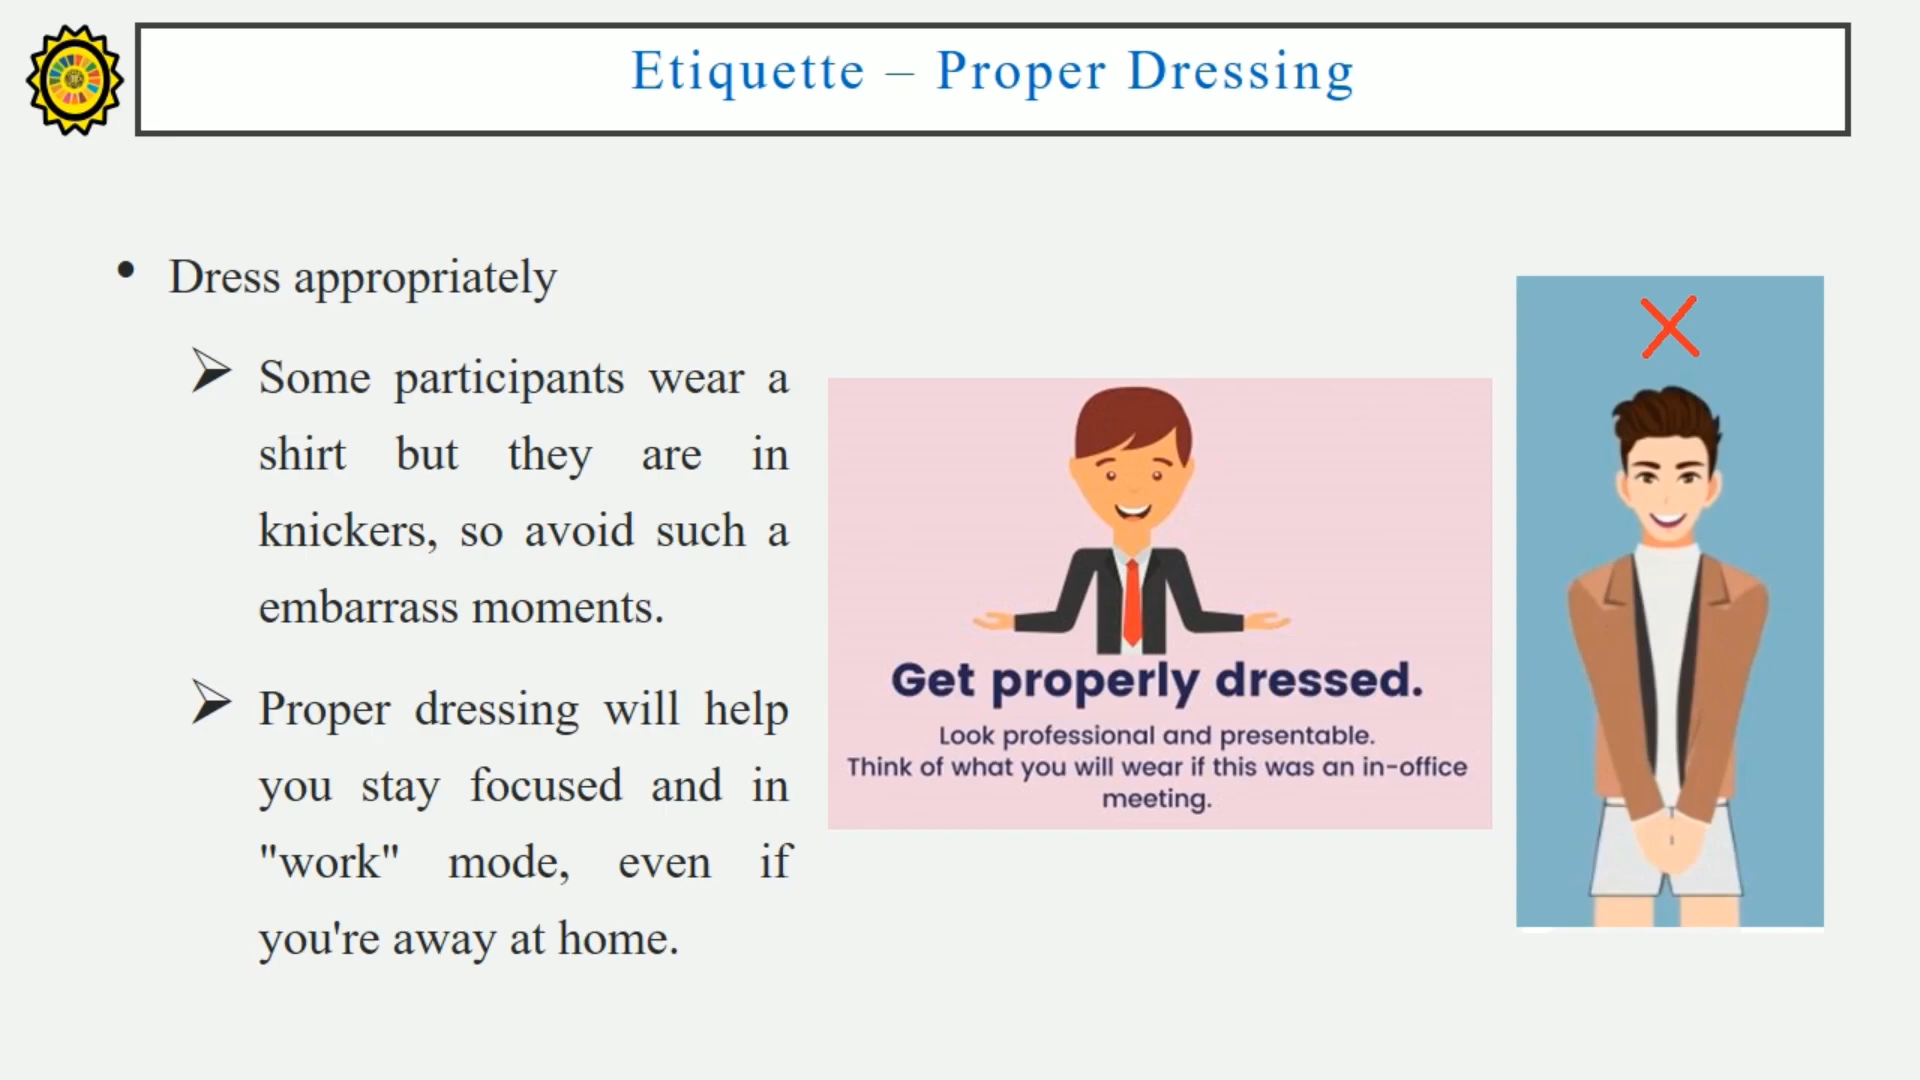 Etiquette – Proper Dressing
• Dress appropriately
➢ Some participants wear a
shirt but they are in
knickers, so avoid such a
embarrass moments.
➢ Proper dressing will help
you stay focused and in
"work" mode, even if
you're away at home.
Get properly dressed.
Look professional and presentable.
Think of what you will wear if this was an in-office
meeting.